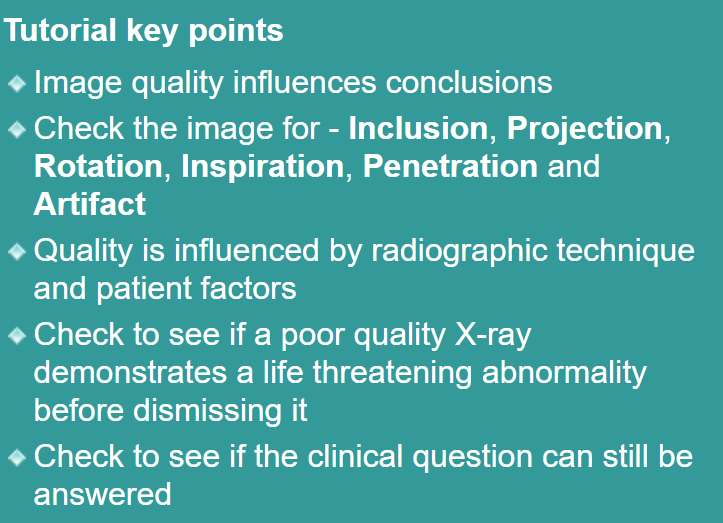 Tutorial key points
Image quality influences conclusions
Check the image for - Inclusion, Projection,
Rotation, Inspiration, Penetration and
Artifact
Quality is influenced by radiographic technique
and patient factors
Check to see if a poor quality X-ray
demonstrates a life threatening abnormality
before dismissing it
Check to see if the clinical question can still be
answered